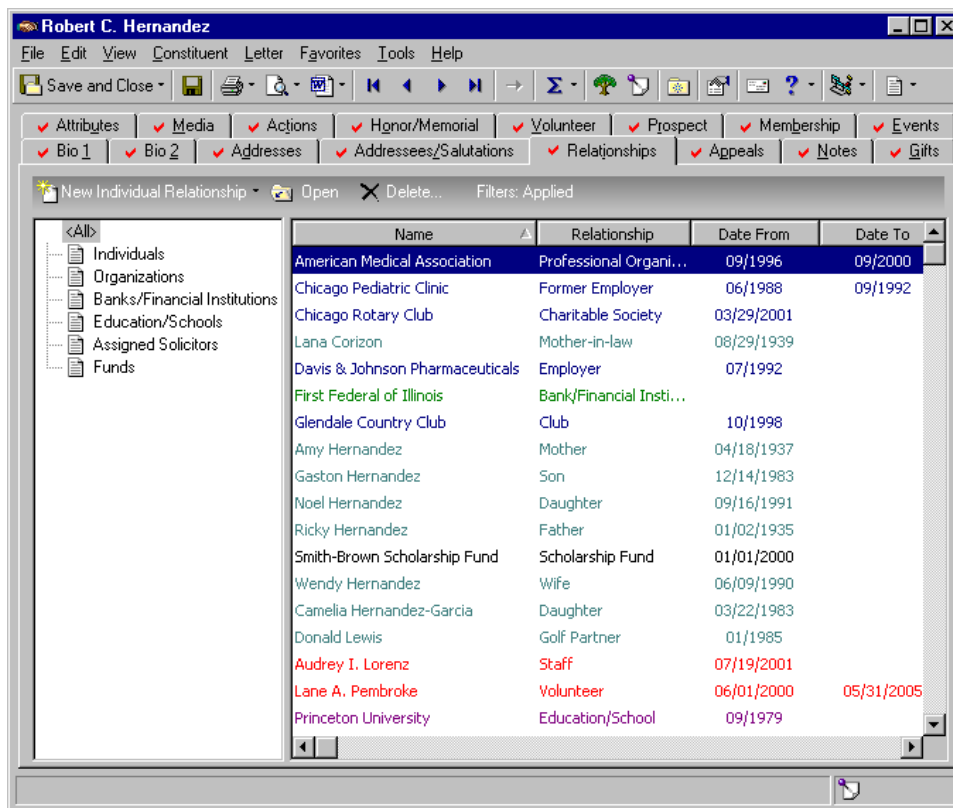 Robert C. Hernandez
File Edit View Constituent Letter Favorites Tools Help
Save and Close
Attributes Media Actions Honor/Memorial Volunteer Prospect Membership Events
Bio 1 Bio 2 Addresses Addressees/Salutations Relationships Appeals Notes Gifts
New Individual Relationship Open Delete... Filters: Applied
<All>
Individuals
Organizations
Banks/Financial Institutions
Education/Schools
Assigned Solicitors
Funds
Name Relationship Date From Date To
American Medical Association Professional Organi... 09/1996 09/2000
Chicago Pediatric Clinic Former Employer 06/1988 09/1992
Chicago Rotary Club Charitable Society 03/29/2001
Lana Corizon Mother-in-law 08/29/1939
Davis & Johnson Pharmaceuticals Employer 07/1992
First Federal of Illinois Bank/Financial Insti...
Glendale Country Club Club 10/1998
Amy Hernandez Mother 04/18/1937
Gaston Hernandez Son 12/14/1983
Noel Hernandez Daughter 09/16/1991
Ricky Hernandez Father 01/02/1935
Smith-Brown Scholarship Fund Scholarship Fund 01/01/2000
Wendy Hernandez Wife 06/09/1990
Camelia Hernandez-Garcia Daughter 03/22/1983
Donald Lewis Golf Partner 01/1985
Audrey I. Lorenz Staff 07/19/2001
Lane A. Pembroke Volunteer 06/01/2000 05/31/2005
Princeton University Education/School 09/1979